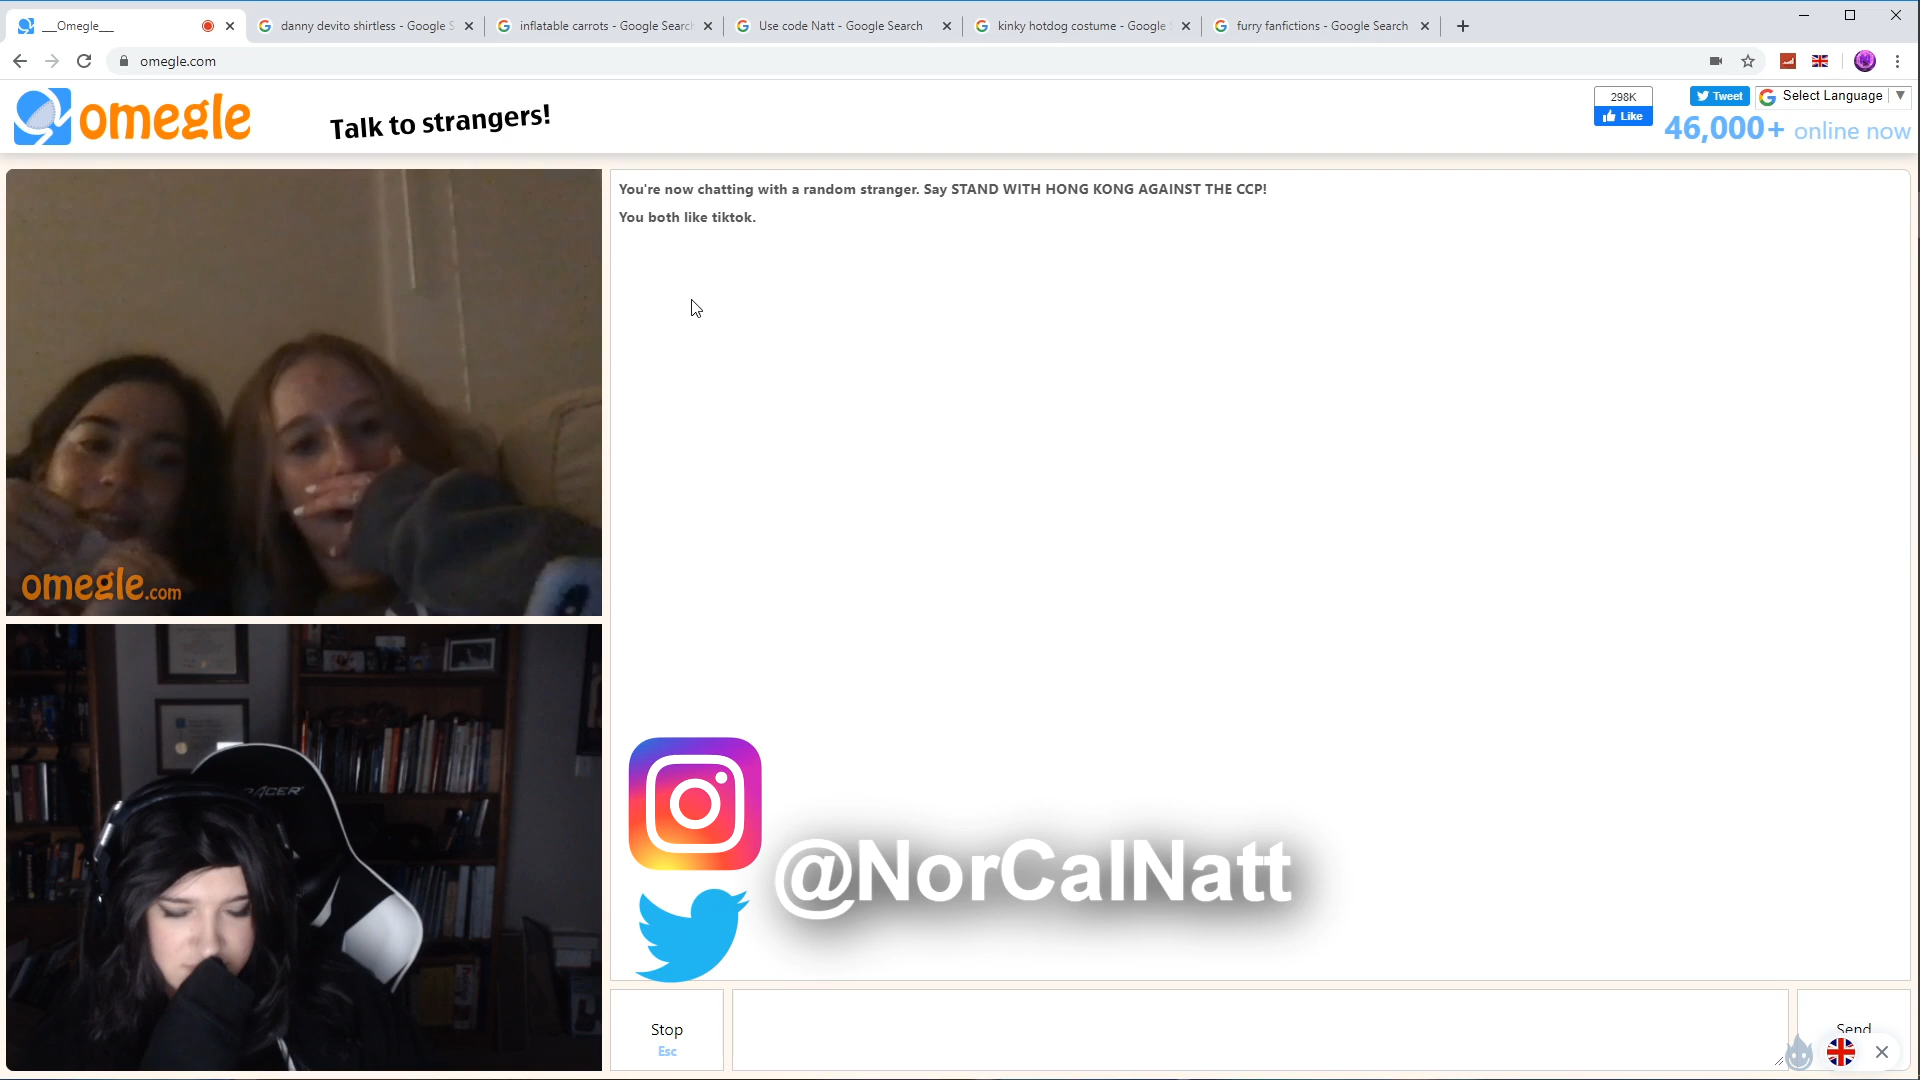 __Omegle__
danny devito shirtless - Google S
inflatable carrots - Google Search
Use code Natt - Google Search
kinky hotdog costume - Google S
furry fanfictions - Google Search
omegle.com
omegle
Talk to strangers!
298K
Like
Tweet
Select Language
46,000+ online now
You're now chatting with a random stranger. Say STAND WITH HONG KONG AGAINST THE CCP!
You both like tiktok.
omegle.com
@NorCalNatt
Stop
Esc
Send